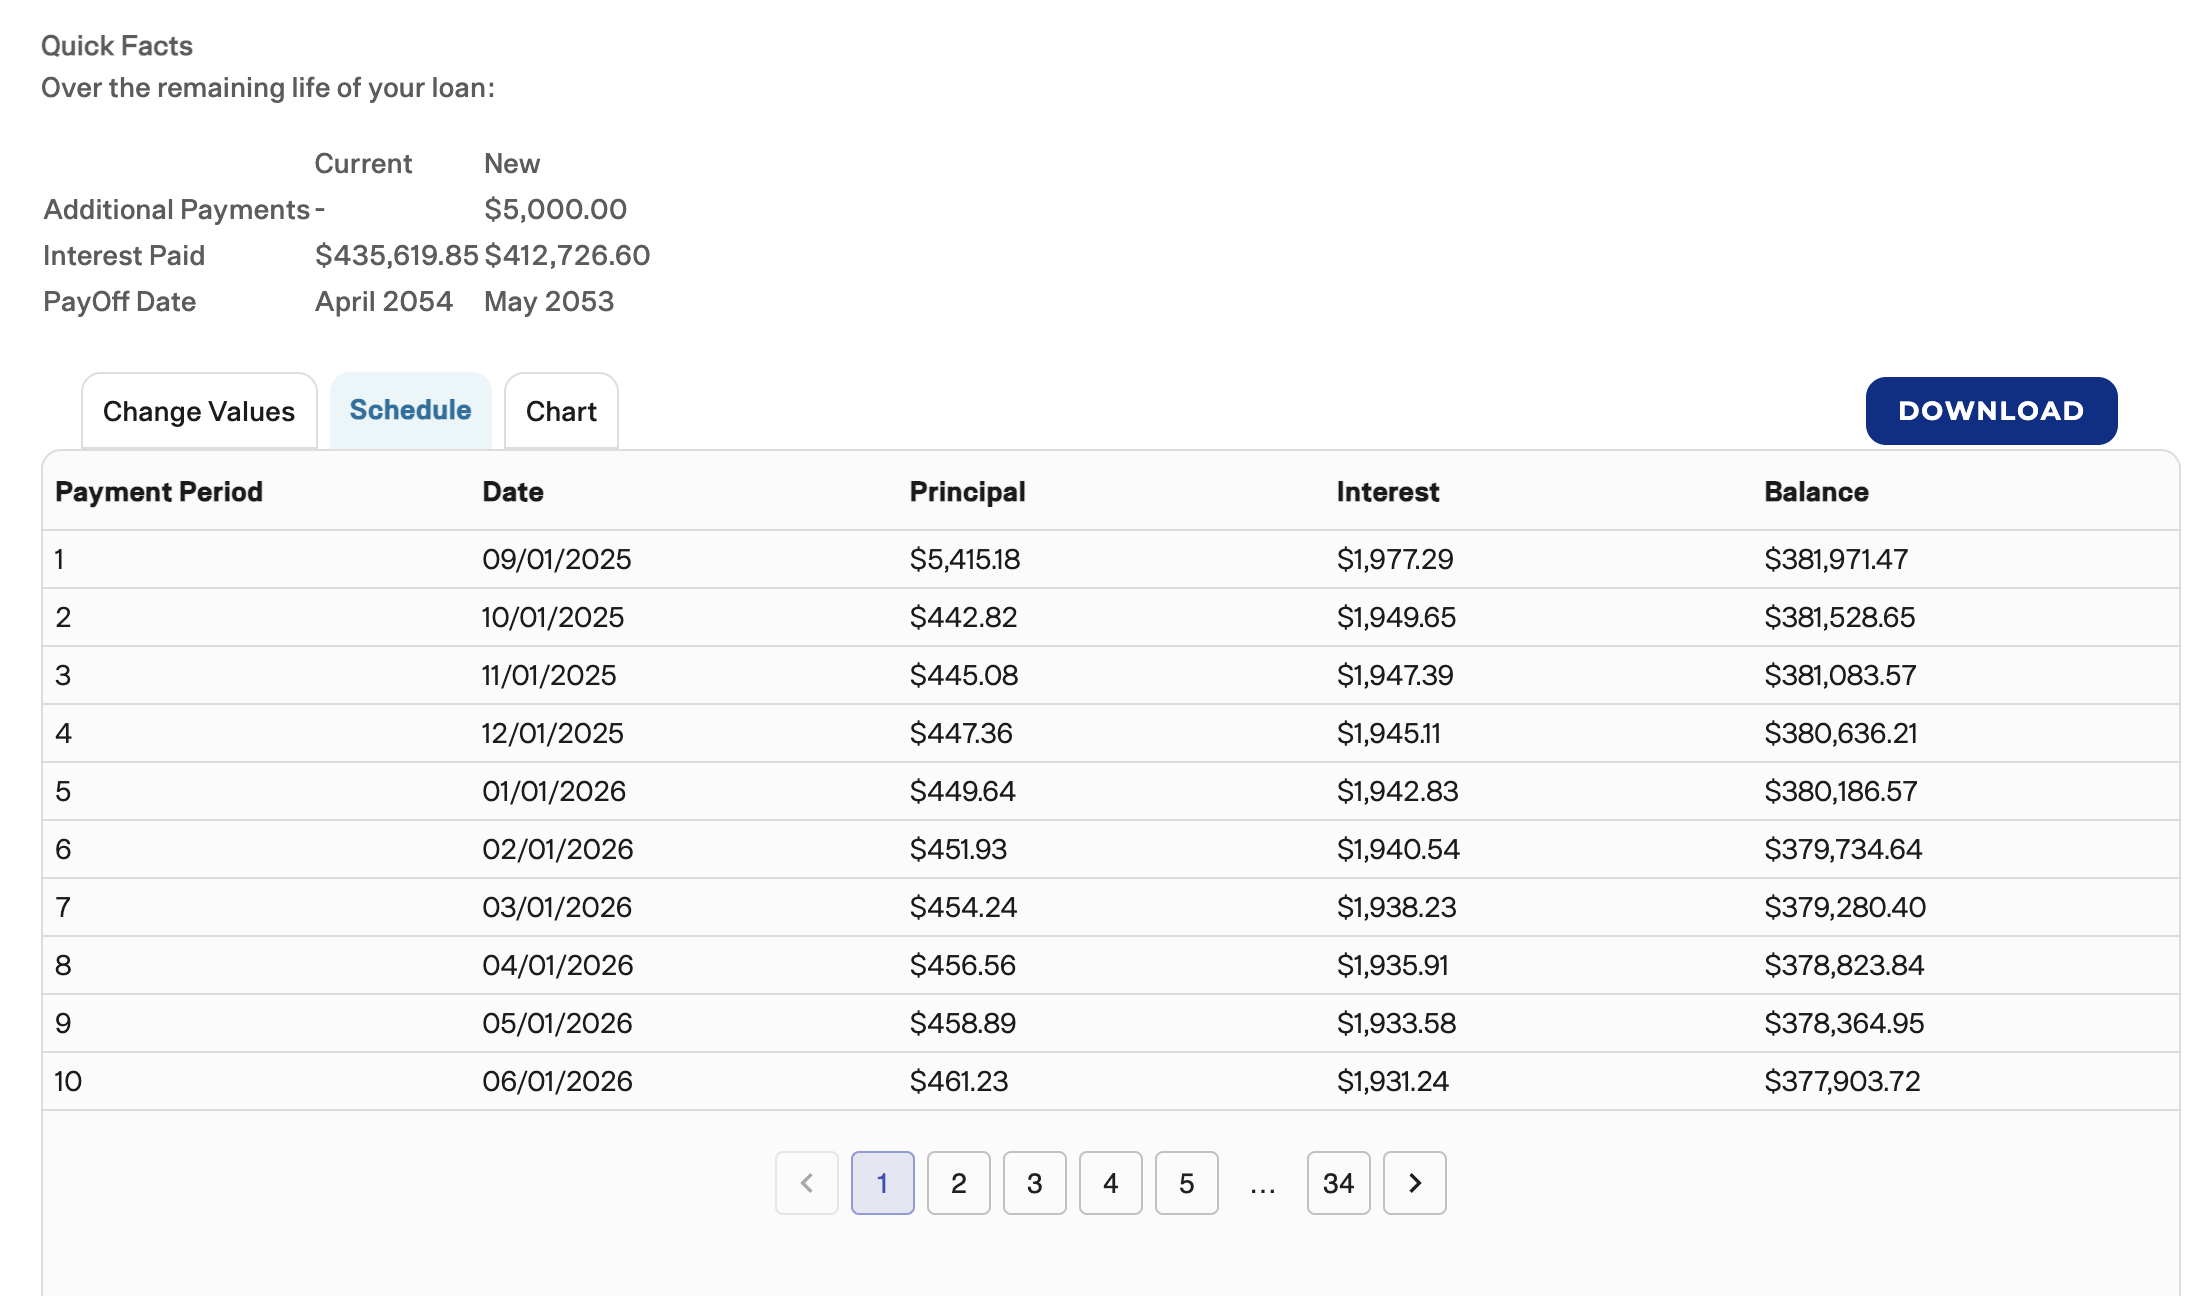 Quick Facts
Over the remaining life of your loan:
Current New
Additional Payments - $5,000.00
Interest Paid $435,619.85 $412,726.60
PayOff Date April 2054 May 2053
Change Values Schedule Chart DOWNLOAD
Payment Period Date Principal Interest Balance
1 09/01/2025 $5,415.18 $1,977.29 $381,971.47
2 10/01/2025 $442.82 $1,949.65 $381,528.65
3 11/01/2025 $445.08 $1,947.39 $381,083.57
4 12/01/2025 $447.36 $1,945.11 $380,636.21
5 01/01/2026 $449.64 $1,942.83 $380,186.57
6 02/01/2026 $451.93 $1,940.54 $379,734.64
7 03/01/2026 $454.24 $1,938.23 $379,280.40
8 04/01/2026 $456.56 $1,935.91 $378,823.84
9 05/01/2026 $458.89 $1,933.58 $378,364.95
10 06/01/2026 $461.23 $1,931.24 $377,903.72
1 2 3 4 5 ... 34